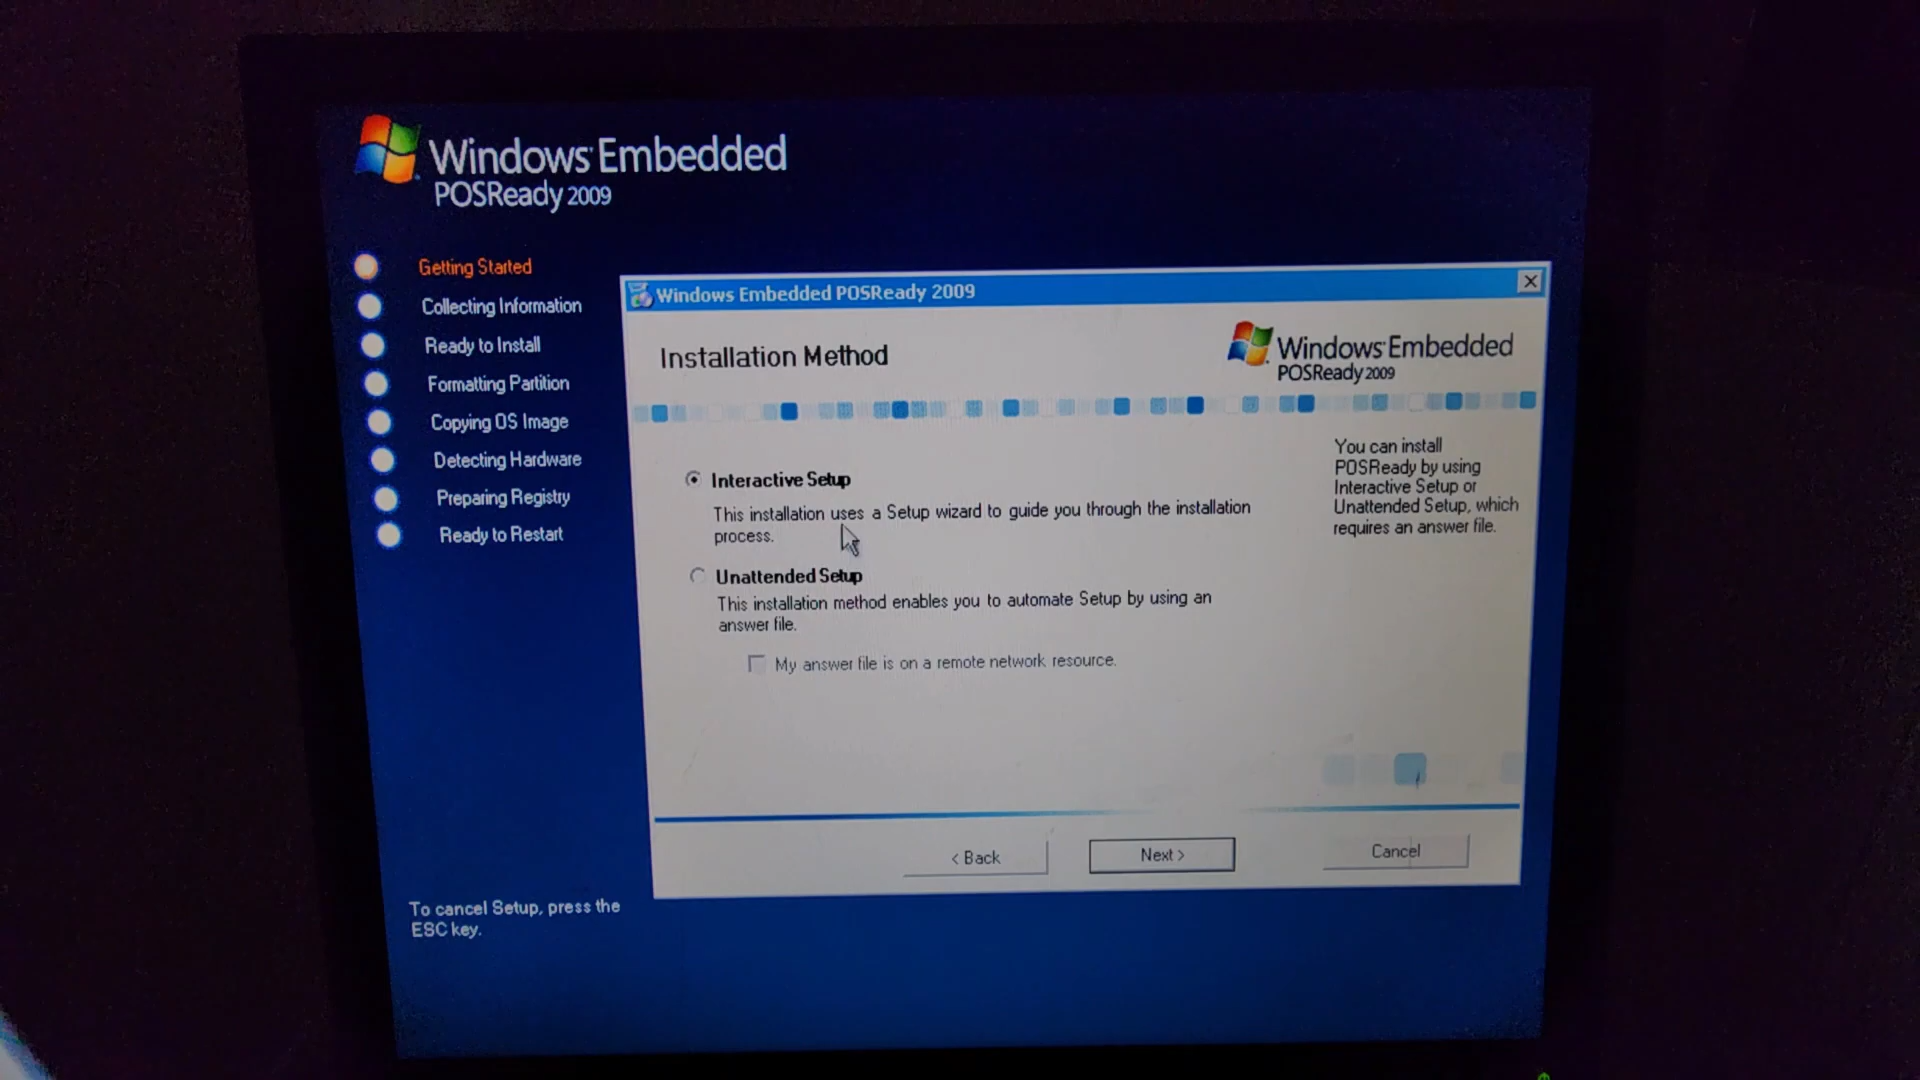 Windows Embedded
POSReady 2009
Getting Started
Collecting Information
Ready to Install
Formatting Partition
Copying OS Image
Detecting Hardware
Preparing Registry
Ready to Restart
To cancel Setup, press the
ESC key.
Windows Embedded POSReady 2009
Installation Method
Windows Embedded
POSReady 2009
Interactive Setup
This installation uses a Setup wizard to guide you through the installation
process.
Unattended Setup
This installation method enables you to automate Setup by using an
answer file.
My answer file is on a remote network resource.
You can install
POSReady by using
Interactive Setup or
Unattended Setup, which
requires an answer file.
< Back
Next >
Cancel